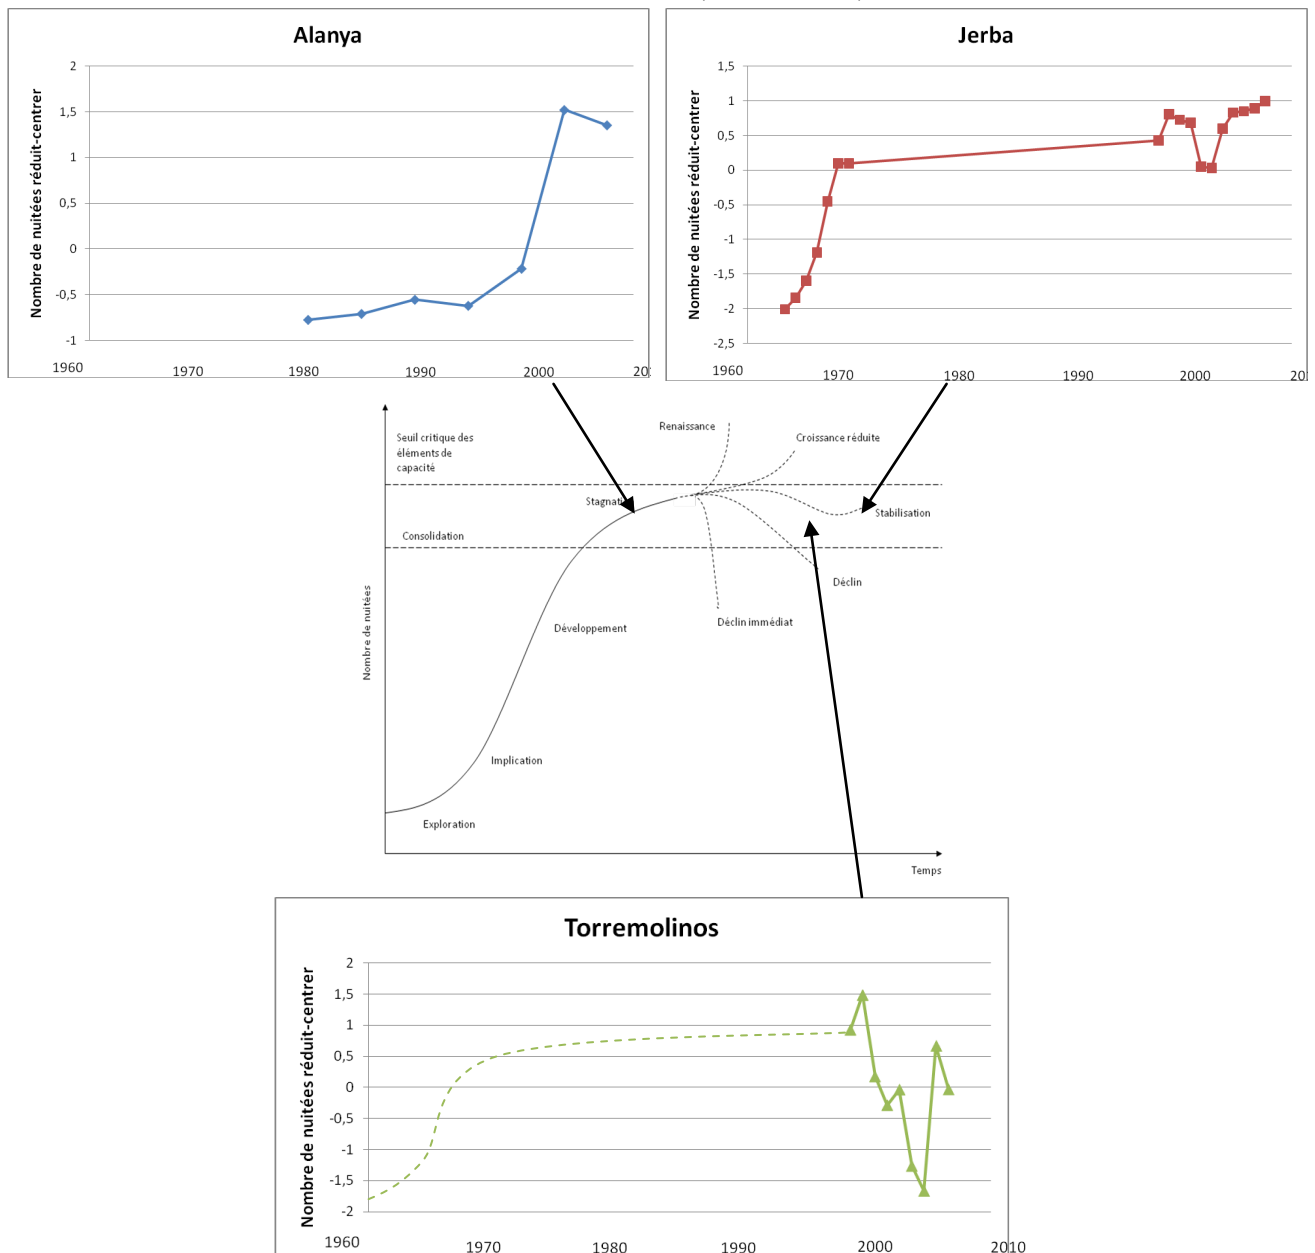 Alanya
Nombre de nuitées réduit-centrer
2
1,5
1
0,5
0
-0,5
-1
1960
1970
1980
1990
2000
Jerba
Nombre de nuitées réduit-centrer
1,5
1
0,5
0
-0,5
-1
-1,5
-2
-2,5
1960
1970
1980
1990
2000
Renaissance
Croissance réduite
Seuil critique des
éléments de
capacité
Stabilisation
Consolidation
Déclin
Déclin immédiat
Développement
Nombre de nuitées
Implication
Exploration
Temps
Torremolinos
Nombre de nuitées réduit-centrer
2
1,5
1
0,5
0
-0,5
-1
-1,5
-2
1960
1970
1980
1990
2000
2010